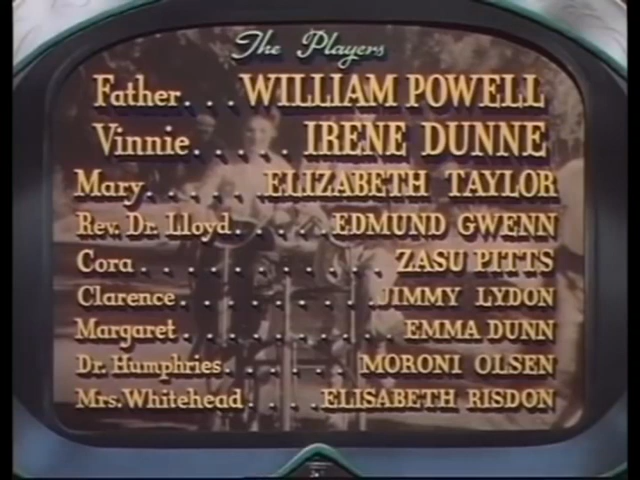 The Players
Father. . . WILLIAM POWELL
Vinnie. . . . . IRENE DUNNE
Mary. . . . . . ELIZABETH TAYLOR
Rev. Dr. Lloyd. . . . . EDMUND GWENN
Cora . . . . . . . . . . . ZASU PITTS
Clarence . . . . . . . . . JIMMY LYDON
Margaret . . . . . . . . . EMMA DUNN
Dr. Humphries. . . . . . MORONI OLSEN
Mrs. Whitehead . . . . ELISABETH RISDON